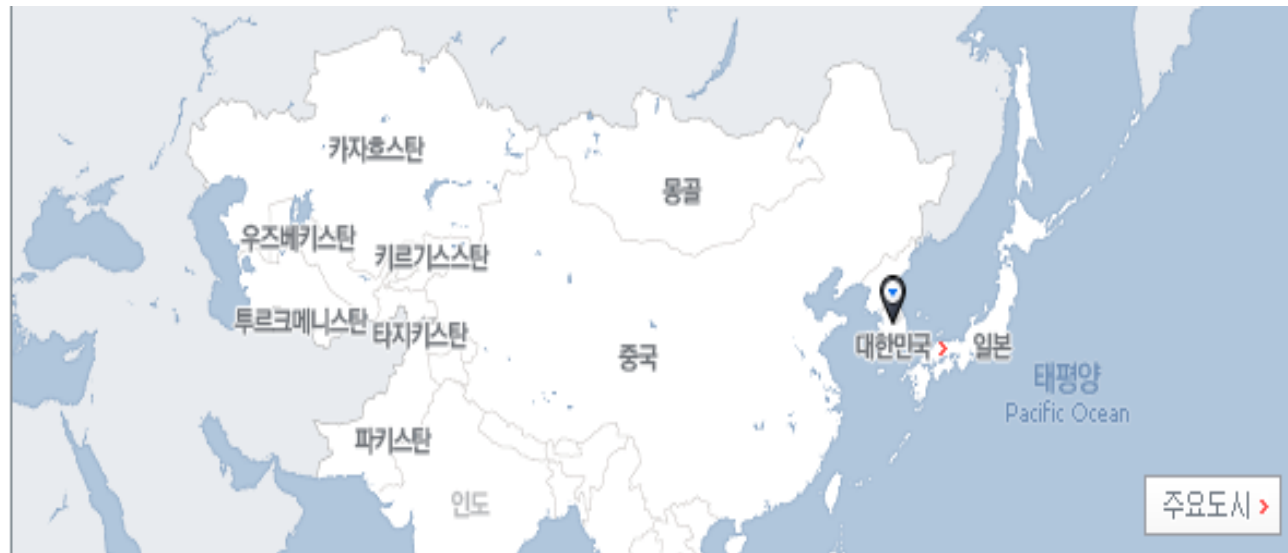 카자흐스탄
몽골
우즈베키스탄
키르기스스탄
투르크메니스탄
타지키스탄
대한민국 >
일본
중국
태평양
Pacific Ocean
파키스탄
인도
주요도시 >